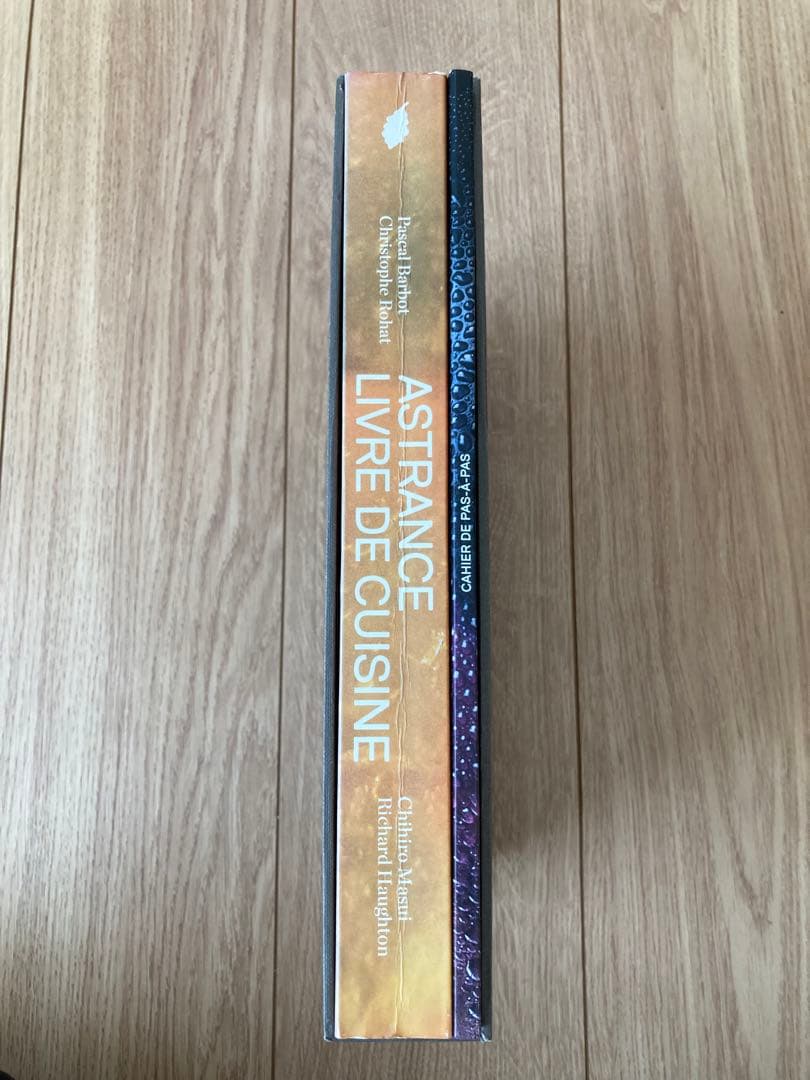 Pascal Barbot
Christophe Rohat
ASTRANCE
LIVRE DE CUISINE
Chihiro Masui
Richard Haughton
CAHIER DE PAS-À-PAS